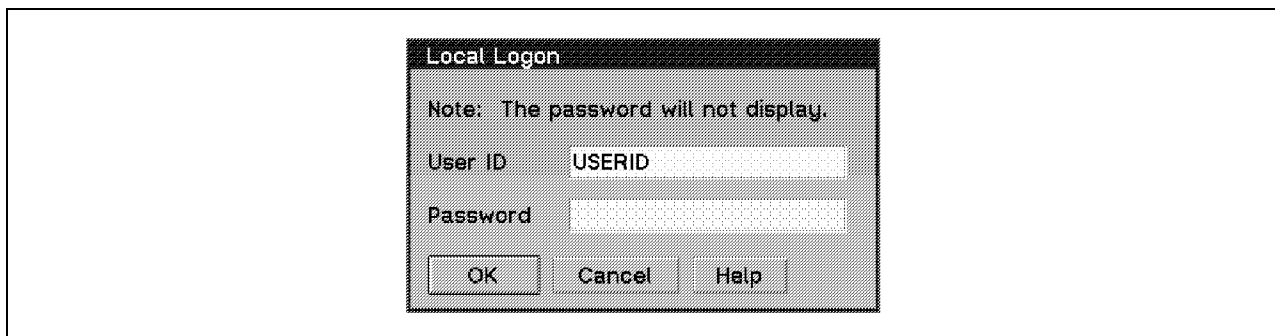 Local Logon
Note: The password will not display.
User ID USERID
Password
OK Cancel Help